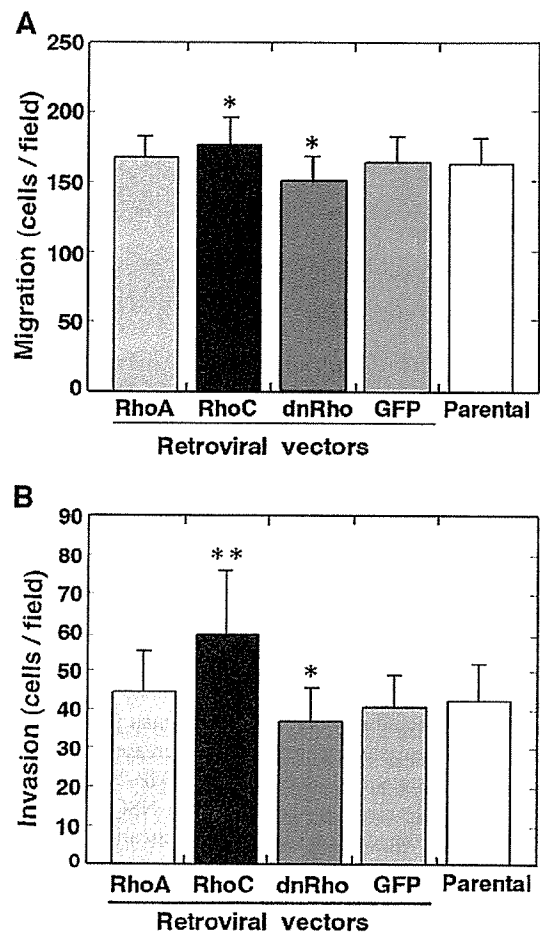 A
250
200
150
100
50
0
Migration (cells / field)
*
*
RhoA RhoC dnRho GFP Parental
Retroviral vectors
B
90
80
70
60
50
40
30
20
10
0
Invasion (cells / field)
**
*
RhoA RhoC dnRho GFP Parental
Retroviral vectors